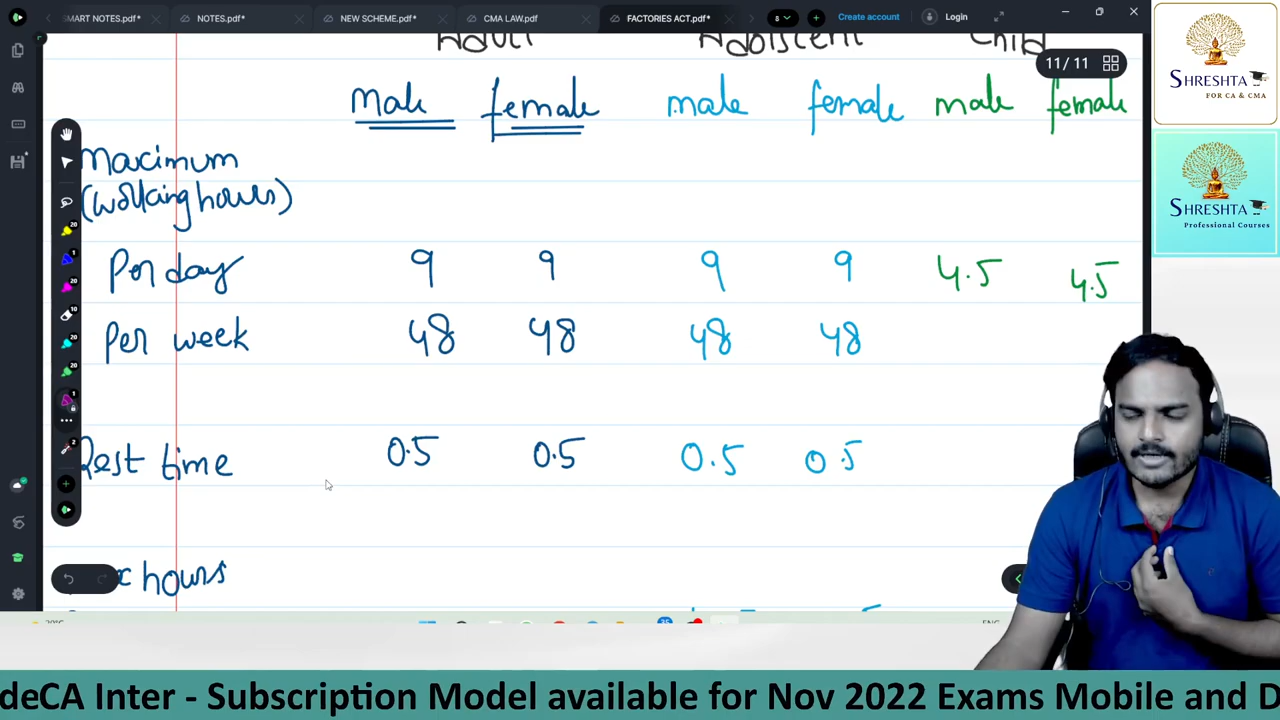 SMART NOTES.pdf*
NOTES.pdf*
NEW SCHEME.pdf*
CMA LAW.pdf
FACTORIES ACT.pdf*
8
Create account
Login
Adult Adolscent Child
11/11
Male female male female male female
Maximum
(working hours)
Per day 9 9 9 9 4.5 4.5
Per week 48 48 48 48
Rest time 0.5 0.5 0.5 0.5
hours
SHRESHTA
FOR CA & CMA
SHRESHTA
Professional Courses
deCA Inter - Subscription Model available for Nov 2022 Exams Mobile and D